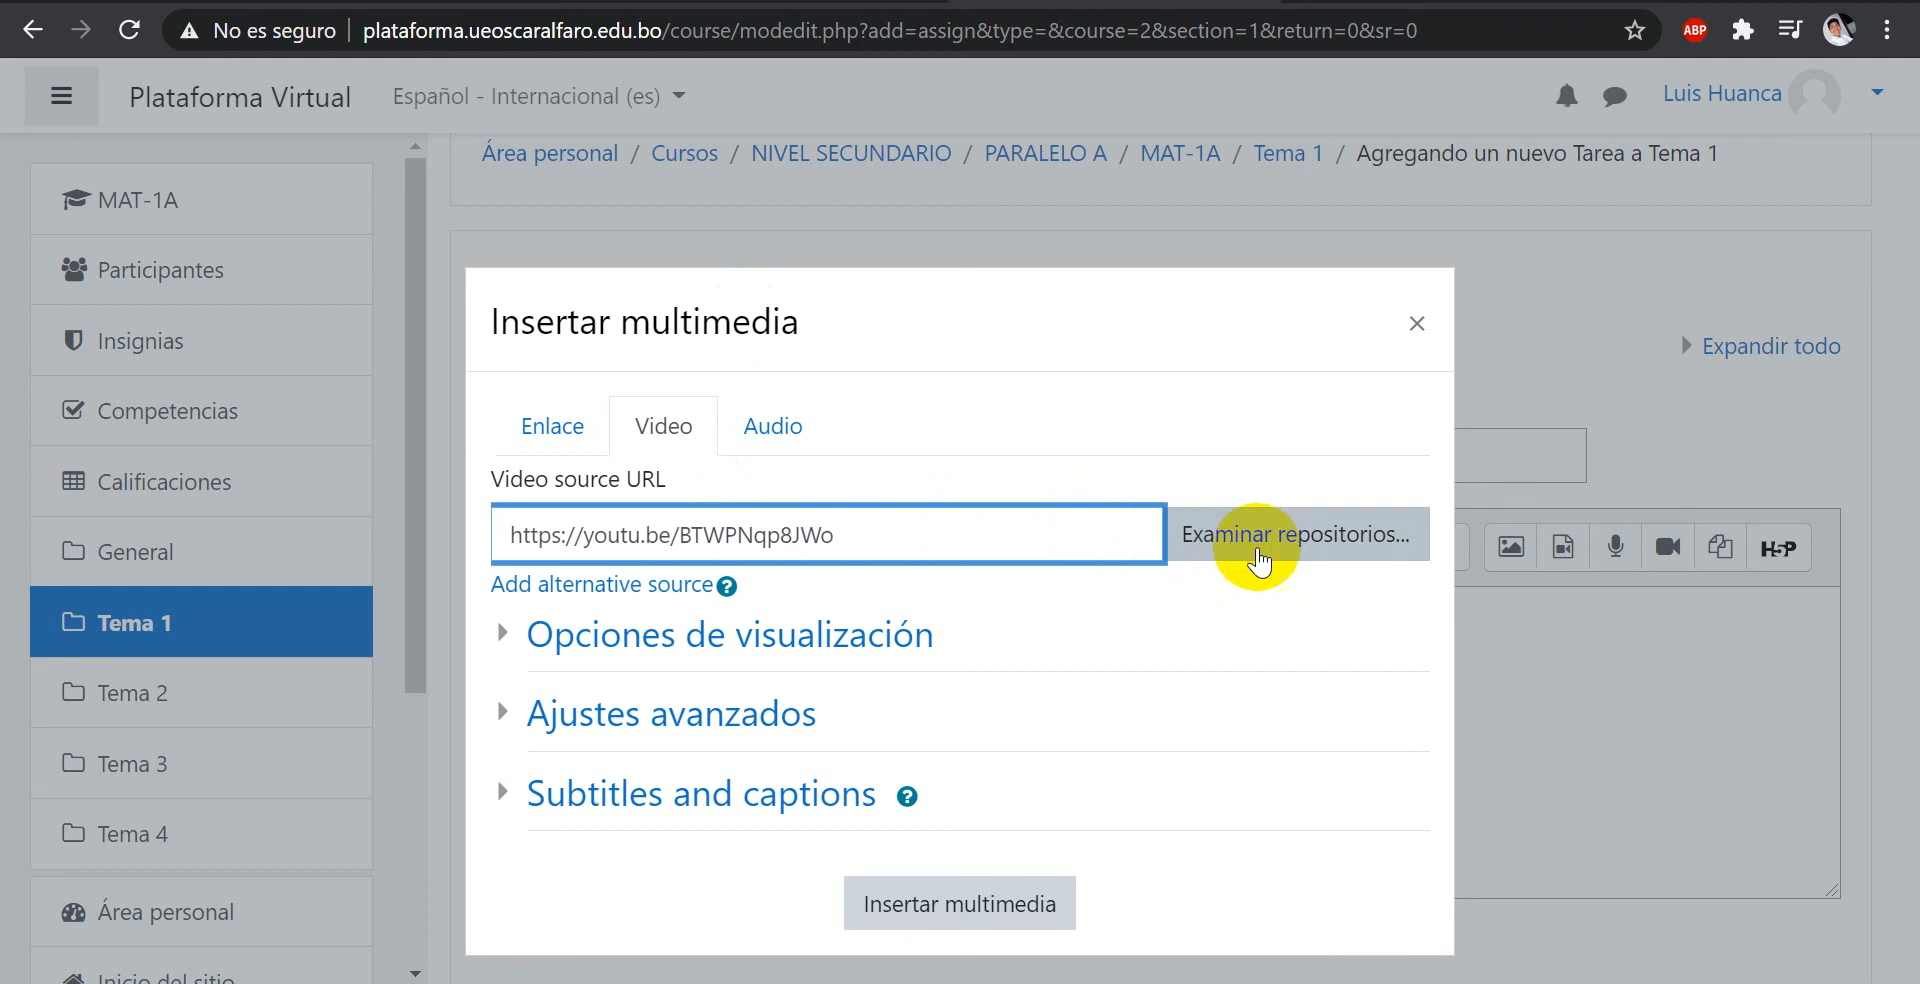 No es seguro | plataforma.ueoscaralfaro.edu.bo/course/modedit.php?add=assign&type=&course=2&section=1&return=0&sr=0
ABP
Plataforma Virtual
Español - Internacional (es)
Luis Huanca
Área personal / Cursos / NIVEL SECUNDARIO / PARALELO A / MAT-1A / Tema 1 / Agregando un nuevo Tarea a Tema 1
MAT-1A
Participantes
Insignias
Competencias
Calificaciones
General
Tema 1
Tema 2
Tema 3
Tema 4
Área personal
Inicio del sitio
Expandir todo
H5P
Insertar multimedia
×
Enlace
Video
Audio
Video source URL
https://youtu.be/BTWPNqp8JWo
Examinar repositorios...
Add alternative source ?
Opciones de visualización
Ajustes avanzados
Subtitles and captions ?
Insertar multimedia